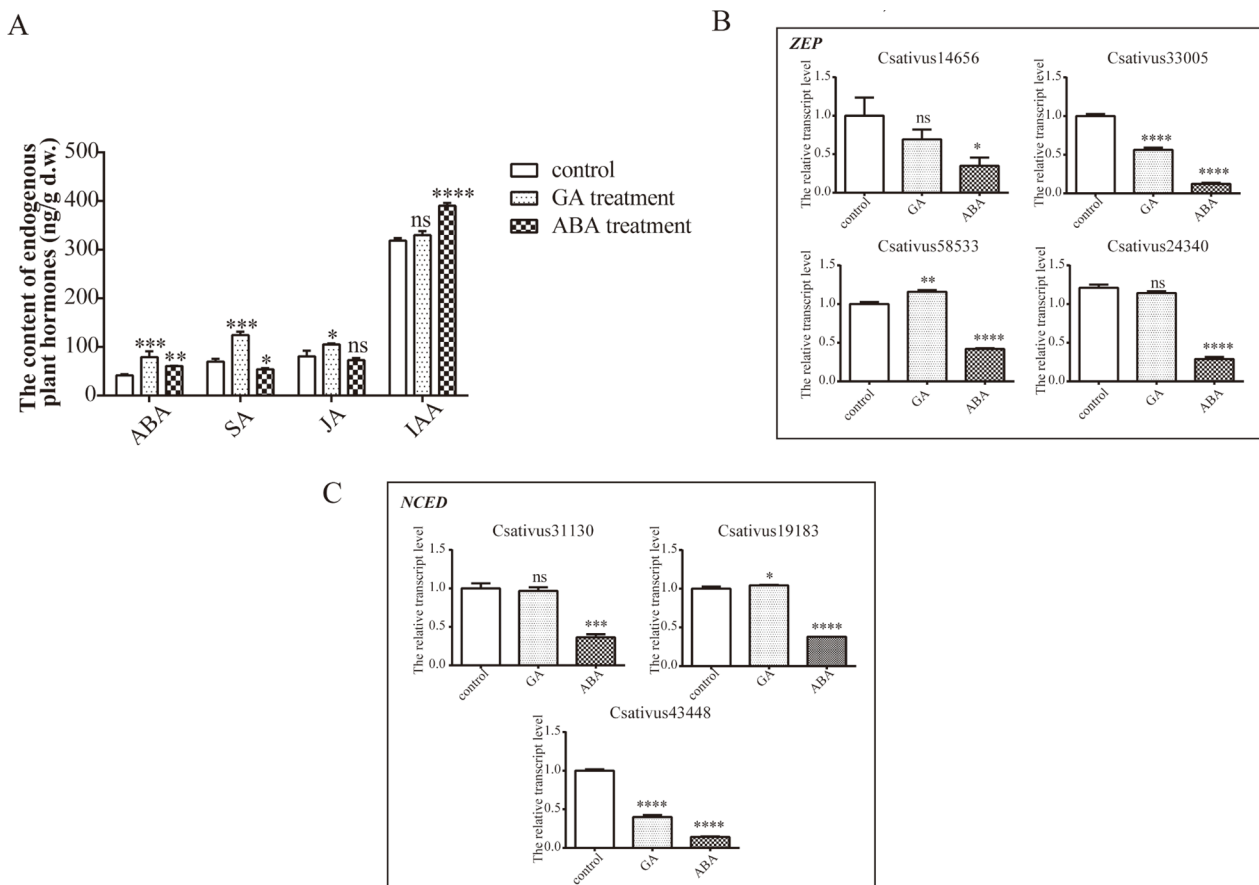 A
The content of endogenous
plant hormones (ng/g d.w.)
500
400
300
200
100
0
*** ** *** * * ns ns ****
ABA SA JA IAA
control
GA treatment
ABA treatment
B
ZEP
Csativus14656
The relative transcript level
1.5
1.0
0.5
0.0
ns *
control GA ABA
Csativus33005
The relative transcript level
1.5
1.0
0.5
0.0
**** ****
control GA ABA
Csativus58533
The relative transcript level
1.5
1.0
0.5
0.0
** ****
control GA ABA
Csativus24340
The relative transcript level
1.5
1.0
0.5
0.0
ns ****
control GA ABA
C
NCED
Csativus31130
The relative transcript level
1.5
1.0
0.5
0.0
ns ***
control GA ABA
Csativus19183
The relative transcript level
1.5
1.0
0.5
0.0
* ****
control GA ABA
Csativus43448
The relative transcript level
1.5
1.0
0.5
0.0
**** ****
control GA ABA